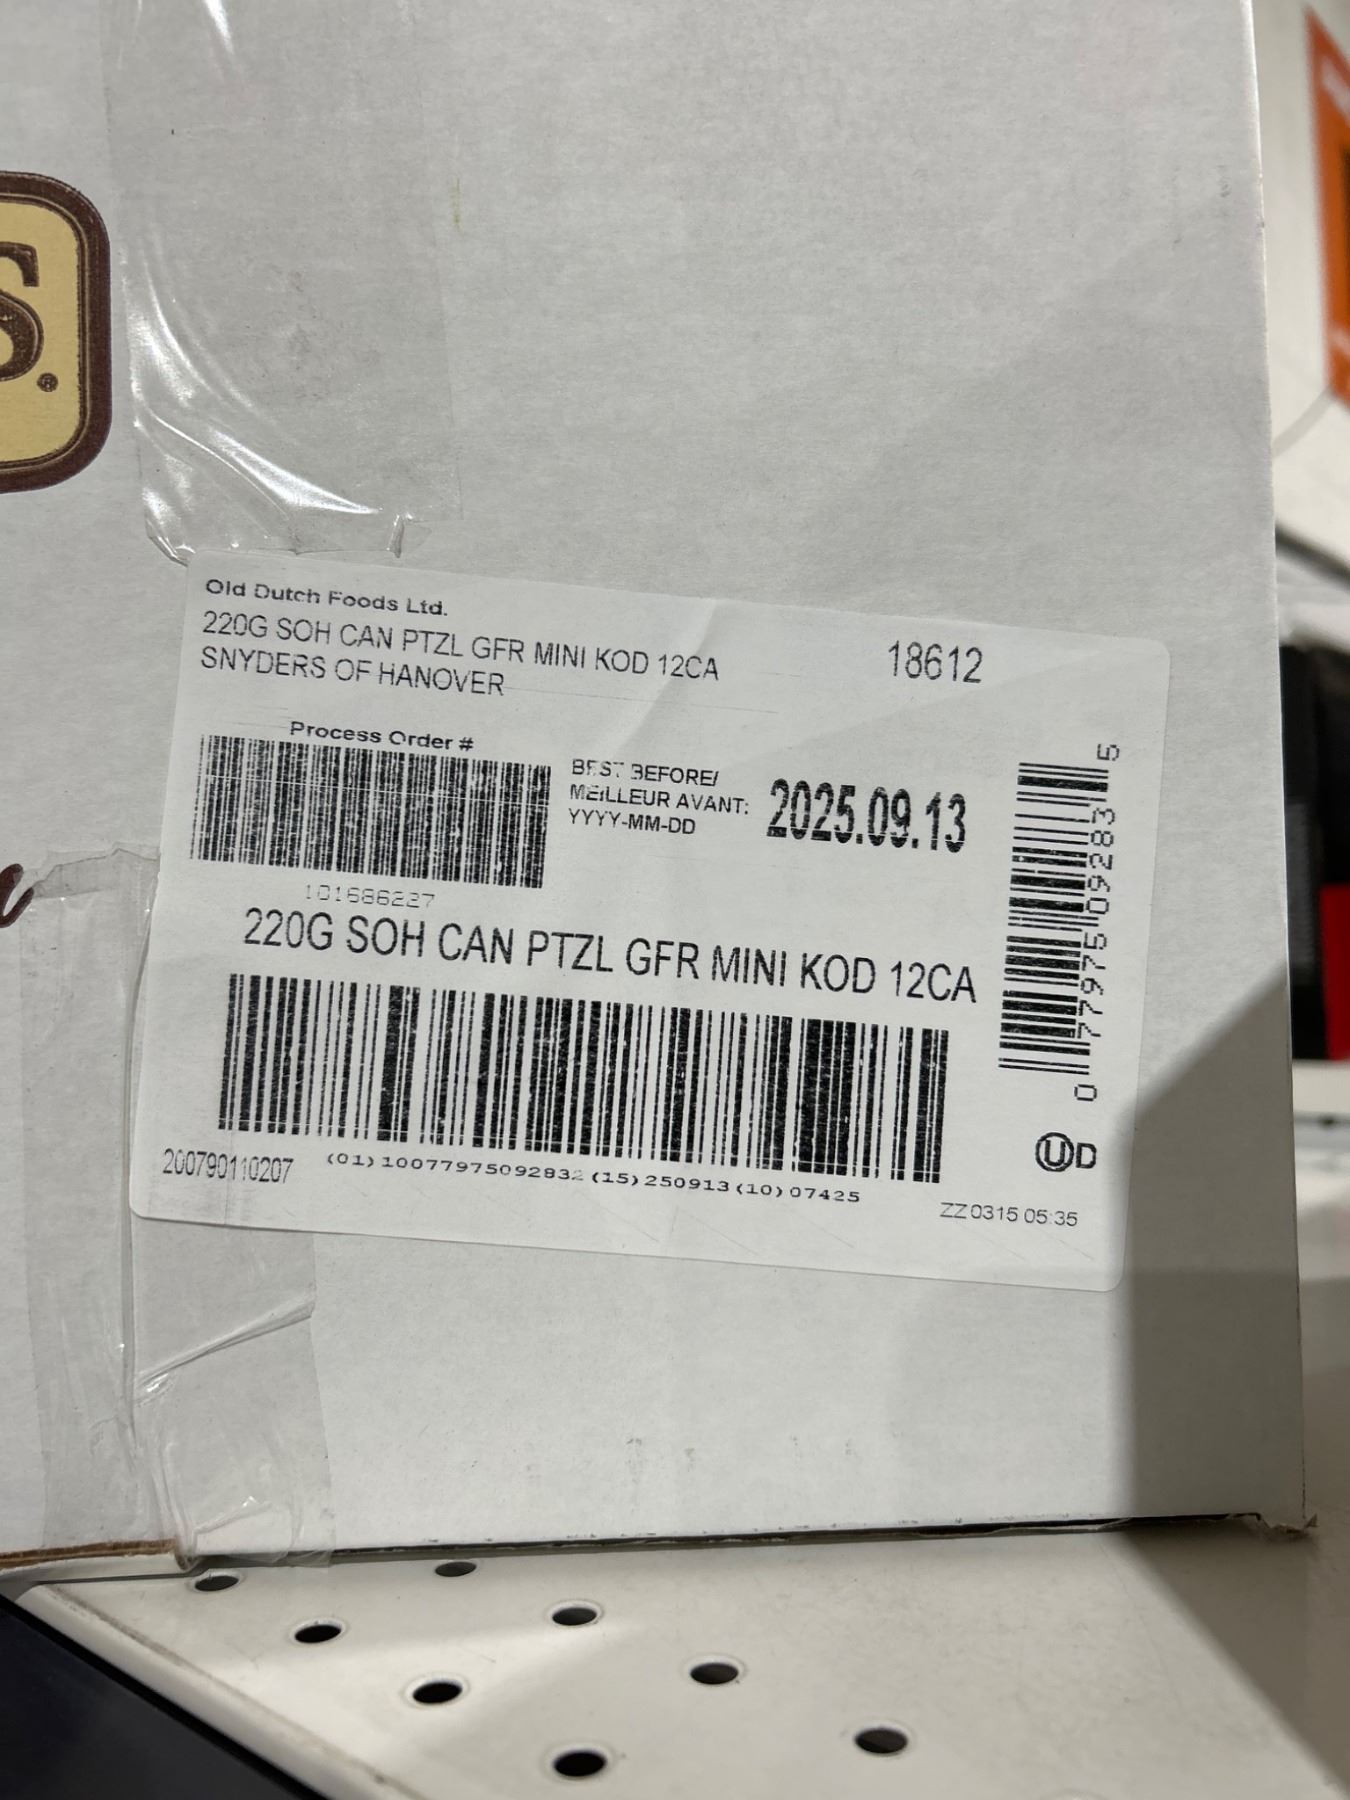 S.®
Old Dutch Foods Ltd.
220G SOH CAN PTZL GFR MINI KOD 12CA
18612
SNYDERS OF HANOVER
Process Order #
101686227
BEST BEFORE/
MEILLEUR AVANT:
YYYY-MM-DD
2025.09.13
220G SOH CAN PTZL GFR MINI KOD 12CA
0 77975 09283 5
(01)10077975092832(15)250913(10)07425
200790110207
UD
ZZ0315 05:35